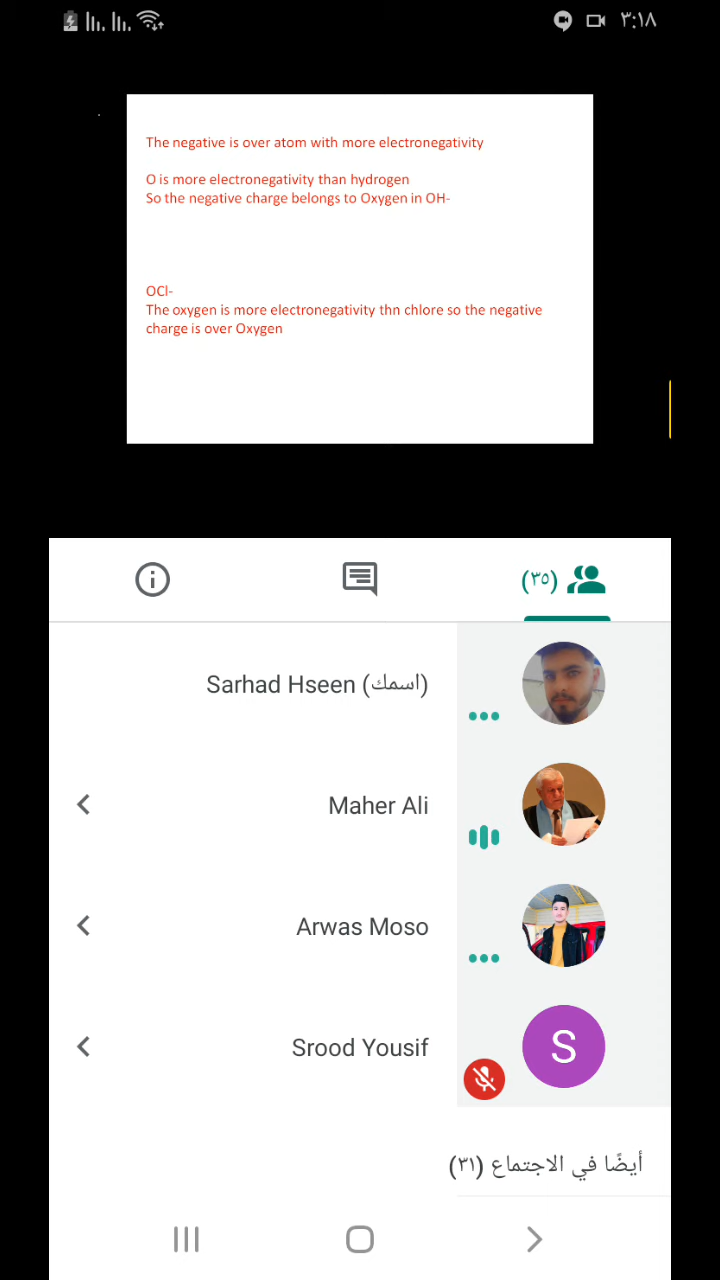 ٣:١٨
The negative is over atom with more electronegativity
O is more electronegativity than hydrogen
So the negative charge belongs to Oxygen in OH-
OCl-
The oxygen is more electronegativity thn chlore so the negative
charge is over Oxygen
(٣٥)
Sarhad Hseen (اسمك)
Maher Ali
Arwas Moso
Srood Yousif
S
أيضًا في الاجتماع (٣١)